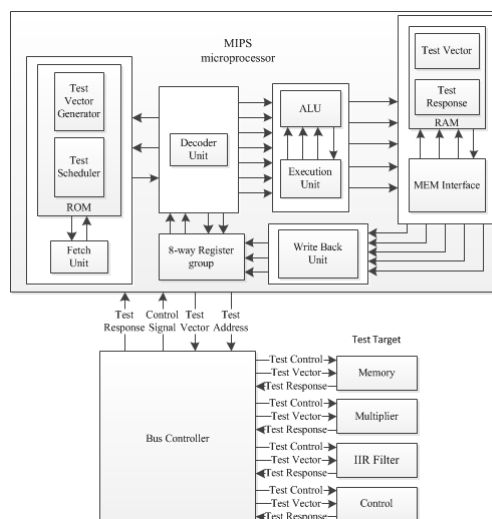 MIPS
microprocessor
Test
Vector
Generator
Test
Scheduler
ROM
Fetch
Unit
Decoder
Unit
8-way Register
group
ALU
Execution
Unit
Write Back
Unit
Test Vector
Test
Response
RAM
MEM Interface
Test
Response
Control
Signal
Test
Vector
Test
Address
Bus Controller
Test Target
Test Control
Test Vector
Test Response
Memory
Test Control
Test Vector
Test Response
Multiplier
Test Control
Test Vector
Test Response
IIR Filter
Test Control
Test Vector
Test Response
Control